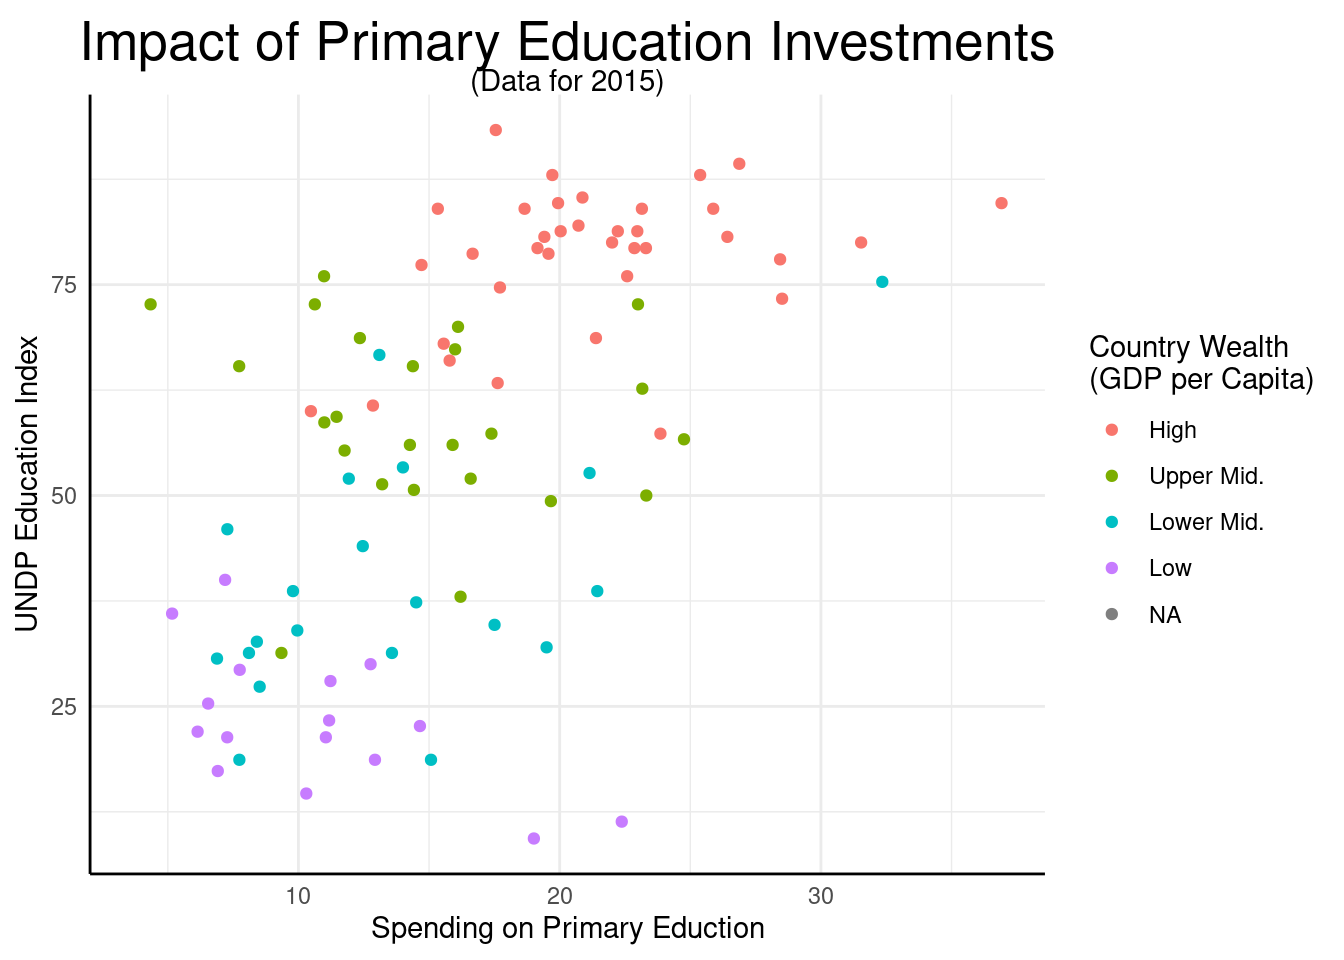 Impact of Primary Education Investments
(Data for 2015)
UNDP Education Index
75
50
25
10
20
30
Spending on Primary Eduction
Country Wealth
(GDP per Capita)
High
Upper Mid.
Lower Mid.
Low
NA